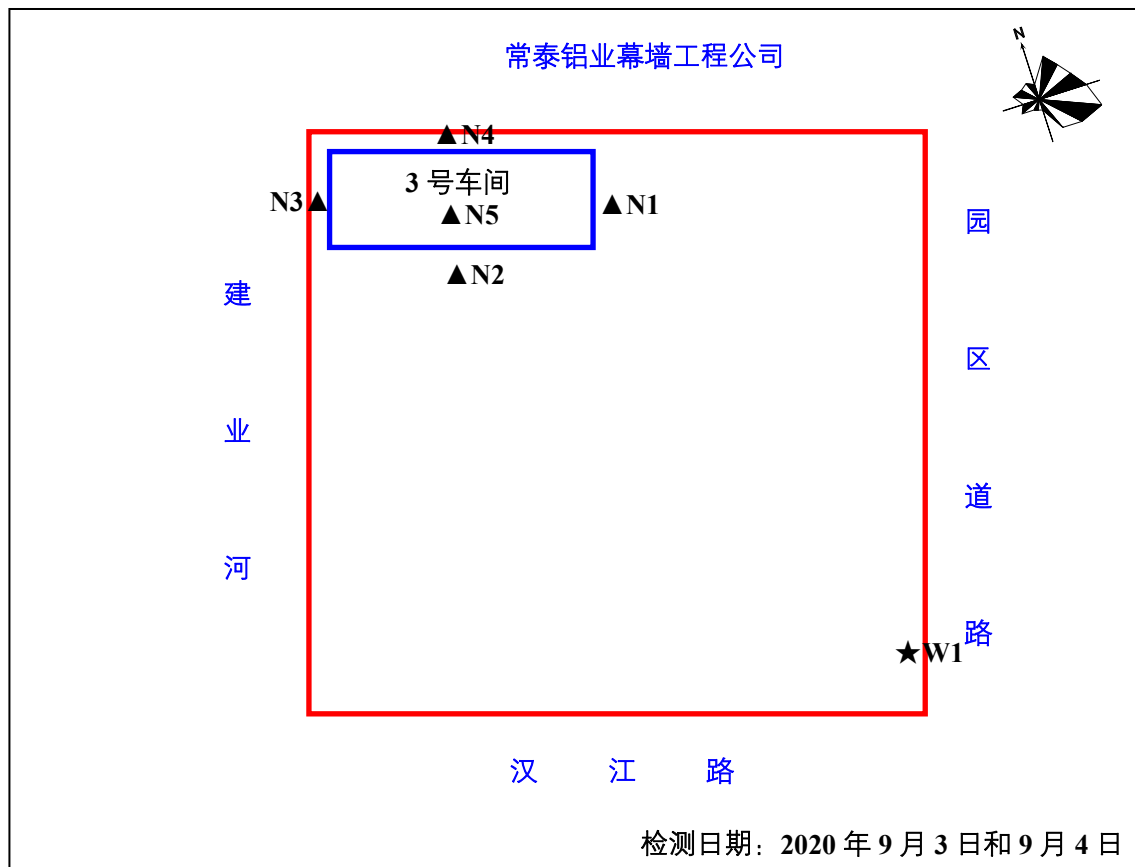 常泰铝业幕墙工程公司
N
▲N4
3 号车间
N3▲
▲N5
▲N1
▲N2
建业河
园区道路
★W1
汉 江 路
检测日期：2020 年 9 月 3 日和 9 月 4 日